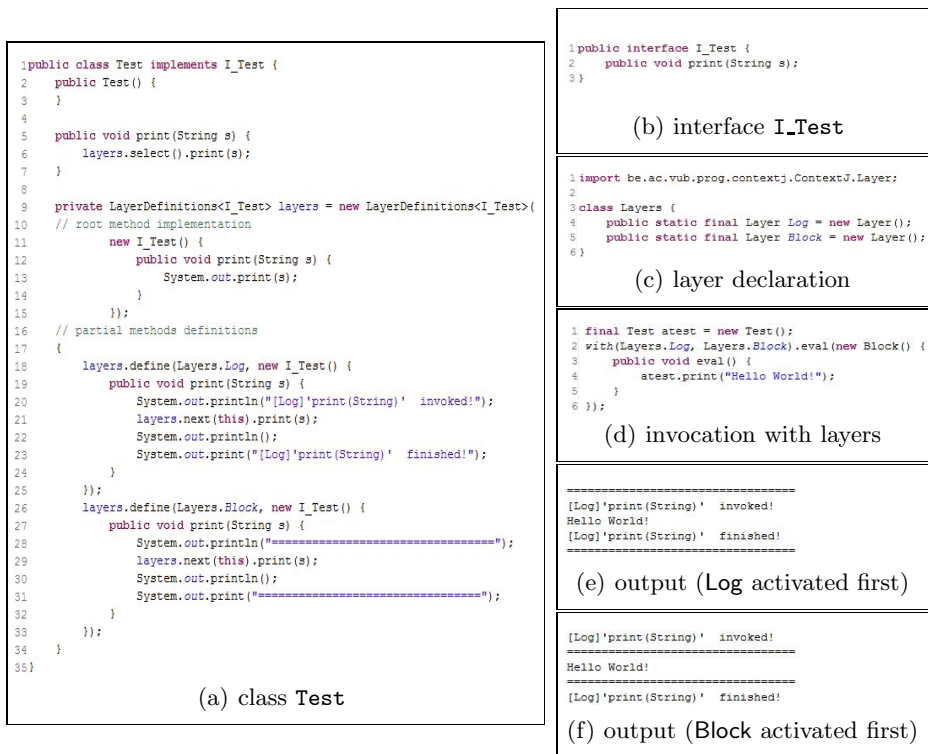 1public class Test implements I_Test {
2    public Test() {
3    }
4
5    public void print(String s) {
6        layers.select().print(s);
7    }
8
9    private LayerDefinitions<I_Test> layers = new LayerDefinitions<I_Test>(
10    // root method implementation
11            new I_Test() {
12                public void print(String s) {
13                    System.out.print(s);
14                }
15            });
16    // partial methods definitions
17    {
18        layers.define(Layers.Log, new I_Test() {
19            public void print(String s) {
20                System.out.println("[Log]'print(String)'  invoked!");
21                layers.next(this).print(s);
22                System.out.println();
23                System.out.print("[Log]'print(String)'  finished!");
24            }
25        });
26        layers.define(Layers.Block, new I_Test() {
27            public void print(String s) {
28                System.out.println("==================================");
29                layers.next(this).print(s);
30                System.out.println();
31                System.out.print("==================================");
32            }
33        });
34    }
35}
(a) class Test
1public interface I_Test {
2    public void print(String s);
3}
(b) interface I_Test
1import be.ac.vub.prog.contextj.ContextJ.Layer;
2
3class Layers {
4    public static final Layer Log = new Layer();
5    public static final Layer Block = new Layer();
6}
(c) layer declaration
1 final Test atest = new Test();
2 with(Layers.Log, Layers.Block).eval(new Block() {
3     public void eval() {
4         atest.print("Hello World!");
5     }
6 });
(d) invocation with layers
==================================
[Log]'print(String)'  invoked!
Hello World!
[Log]'print(String)'  finished!
==================================
(e) output (Log activated first)
[Log]'print(String)'  invoked!
==================================
Hello World!
==================================
[Log]'print(String)'  finished!
(f) output (Block activated first)